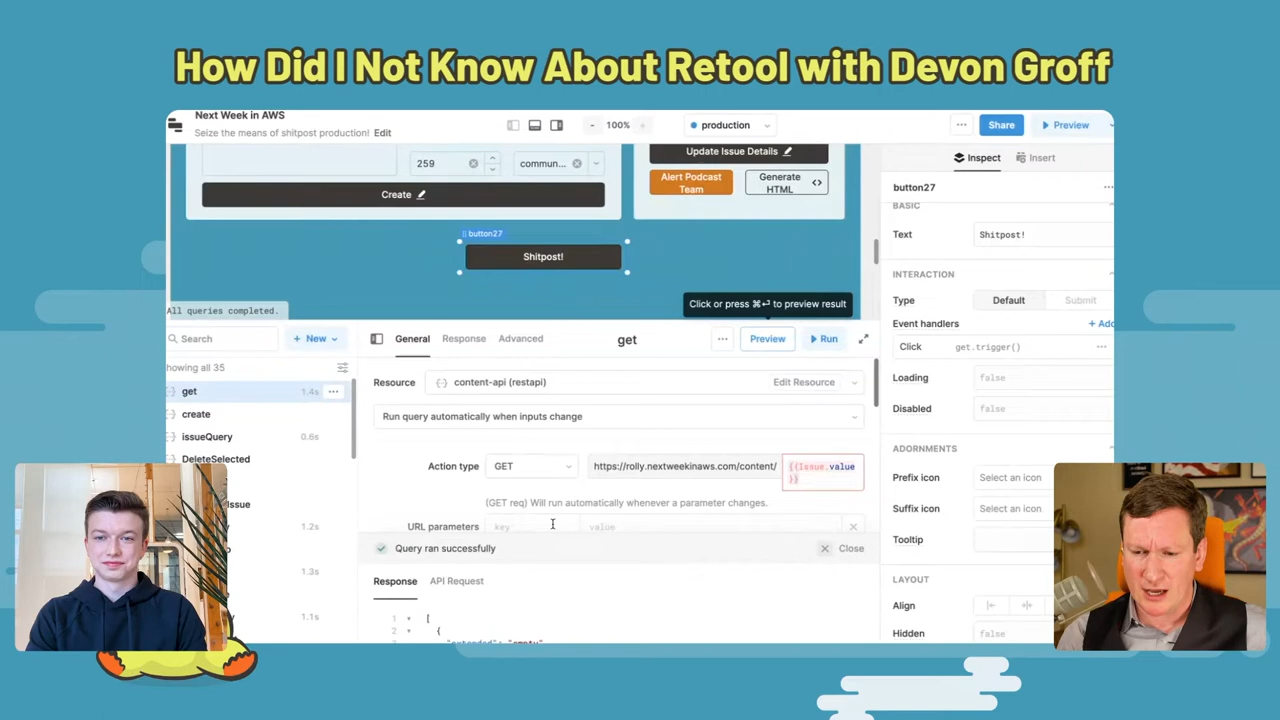 How Did I Not Know About Retool with Devon Groff
Next Week in AWS
Seize the means of shitpost production! Edit
- 100% +
production
Share
Preview
259
commun...
Create
Update Issue Details
Alert Podcast Team
Generate HTML
button27
Shitpost!
Click or press ⌘⏎ to preview result
All queries completed.
Inspect
Insert
button27
BASIC
Text
Shitpost!
INTERACTION
Type
Default
Submit
Event handlers
+ Add
Click
get.trigger()
Loading
false
Disabled
false
ADORNMENTS
Prefix icon
Select an icon
Suffix icon
Select an icon
Tooltip
LAYOUT
Align
Hidden
false
Search
+ New
howing all 35
get
1.4s
create
issueQuery
0.6s
DeleteSelected
Issue
1.2s
1.3s
1.1s
General
Response
Advanced
get
Preview
Run
Resource
content-api (restapi)
Edit Resource
Run query automatically when inputs change
Action type
GET
https://rolly.nextweekinaws.com/content/
{{Issue.value
}}
(GET req) Will run automatically whenever a parameter changes.
URL parameters
key
value
Query ran successfully
Close
Response
API Request
1
[
2
{
"extended": "empty"